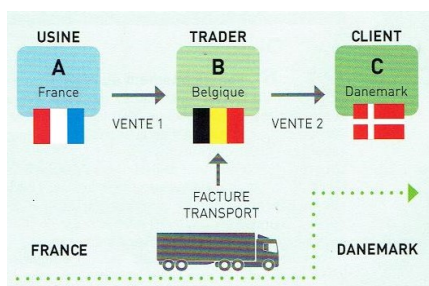 USINE
TRADER
CLIENT
A
B
C
France
Belgique
Danemark
VENTE 1
VENTE 2
FACTURE
TRANSPORT
FRANCE
DANEMARK